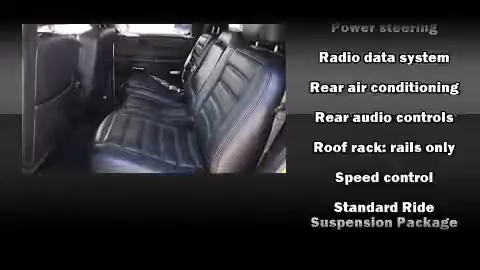 Power steering
Radio data system
Rear air conditioning
Rear audio controls
Roof rack: rails only
Speed control
Standard Ride
Suspension Package